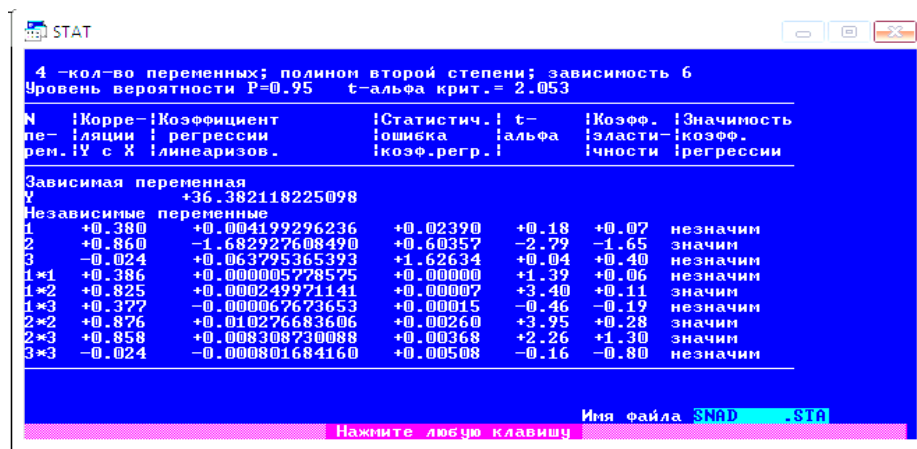 STAT
4 -кол-во переменных; полином второй степени; зависимость 6
Уровень вероятности P=0.95 t-альфа крит.= 2.053
N |Корре-|Коэффициент |Статистич.| t- |Коэфф. |Значимость
пе- |ляции | регрессии |ошибка |альфа |эласти-|коэфф.
рем.|Y с X |линеаризов. |коэф.регр.| |чности |регрессии
Зависимая переменная
Y +36.382118225098
Независимые переменные
1 +0.380 +0.004199296236 +0.02390 +0.18 +0.07 незначим
2 +0.860 -1.682927608490 +0.60357 -2.79 -1.65 значим
3 -0.024 +0.063795365393 +1.62634 +0.04 +0.40 незначим
1*1 +0.386 +0.000005778575 +0.00000 +1.39 +0.06 незначим
1*2 +0.825 +0.000249971141 +0.00007 +3.40 +0.11 значим
1*3 +0.377 -0.000067673653 +0.00015 -0.46 -0.19 незначим
2*2 +0.876 +0.010276683606 +0.00260 +3.95 +0.28 значим
2*3 +0.858 +0.008308730088 +0.00368 +2.26 +1.30 значим
3*3 -0.024 -0.000801684160 +0.00508 -0.16 -0.80 незначим
Имя файла SNAD .STA
Нажмите любую клавишу